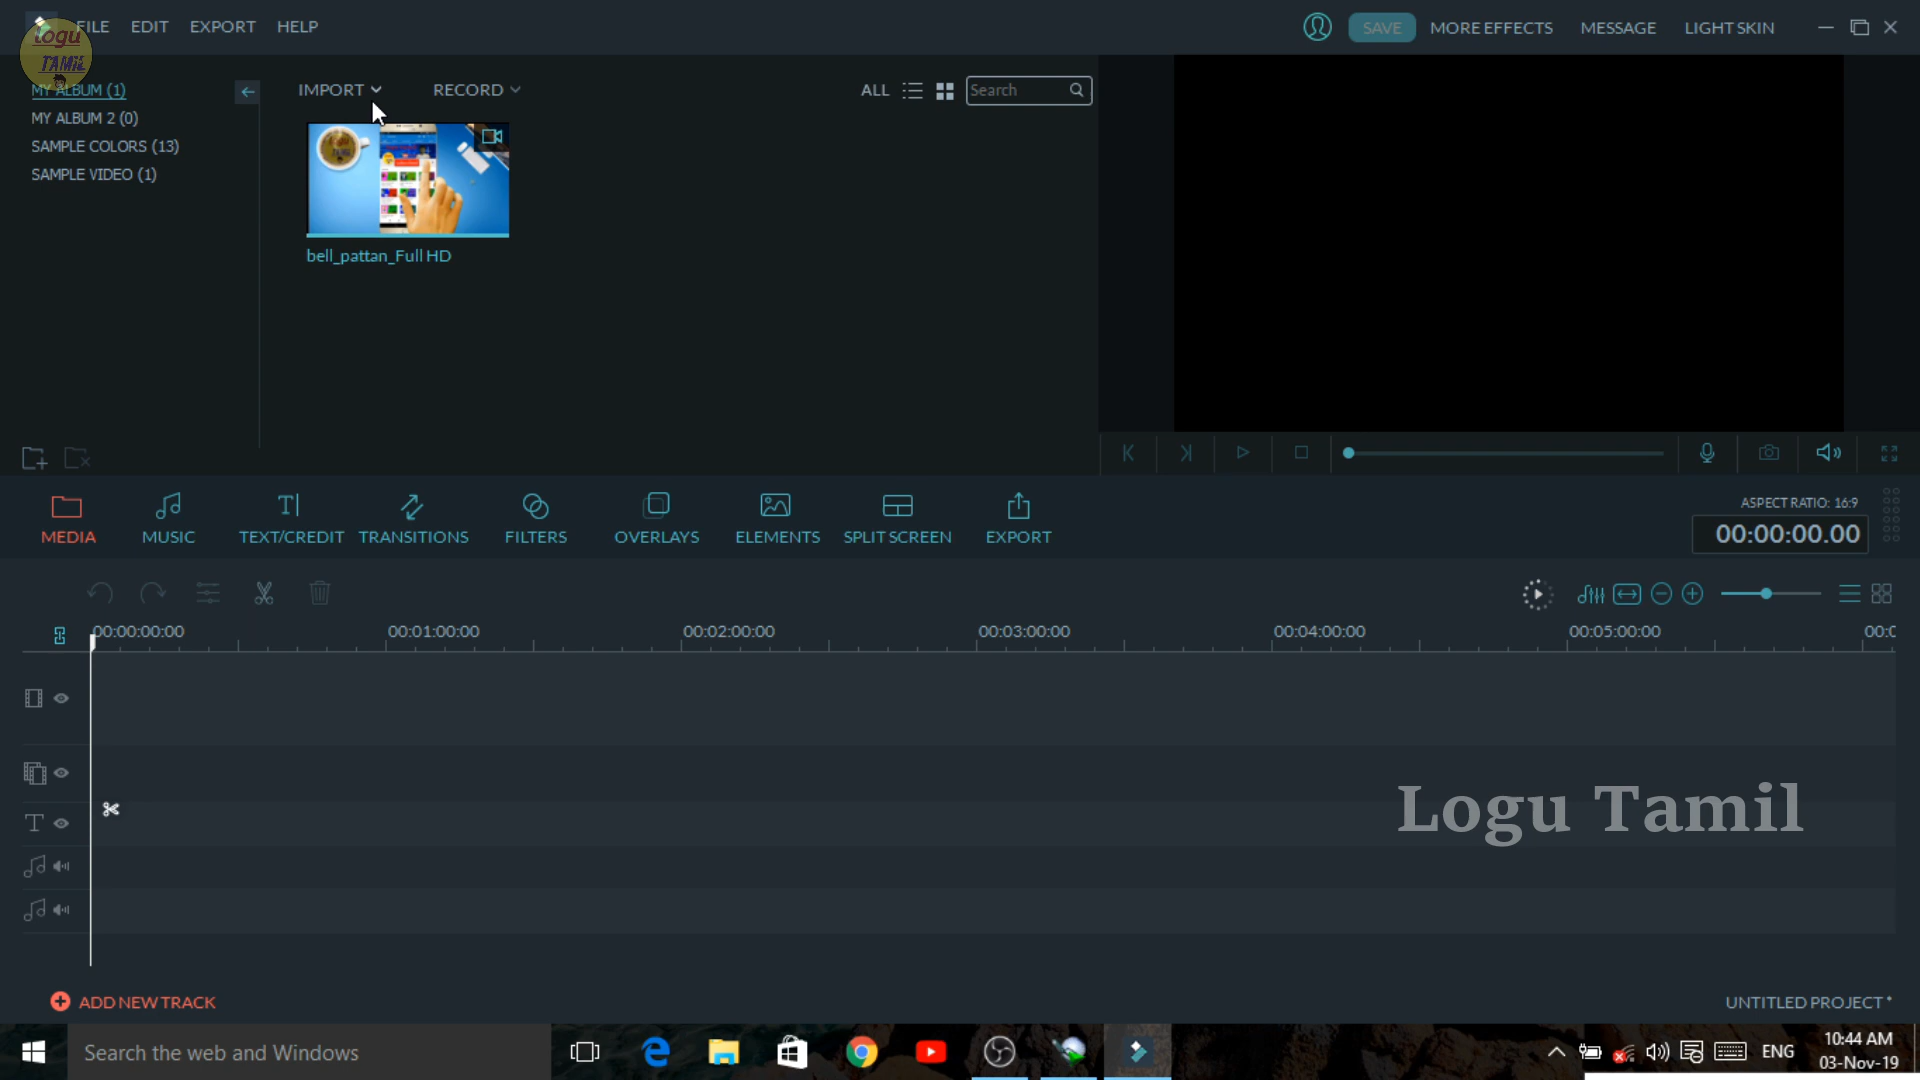 FILE EDIT EXPORT HELP
SAVE MORE EFFECTS MESSAGE LIGHT SKIN
Logu
TAMIL
MY ALBUM (1)
MY ALBUM 2 (0)
SAMPLE COLORS (13)
SAMPLE VIDEO (1)
IMPORT RECORD ALL Search
bell_pattan_Full HD
MEDIA MUSIC TEXT/CREDIT TRANSITIONS FILTERS OVERLAYS ELEMENTS SPLIT SCREEN EXPORT
ASPECT RATIO: 16:9
00:00:00.00
00:00:00:00 00:01:00:00 00:02:00:00 00:03:00:00 00:04:00:00 00:05:00:00 00:0
Logu Tamil
ADD NEW TRACK
UNTITLED PROJECT *
Search the web and Windows
ENG
10:44 AM
03-Nov-19